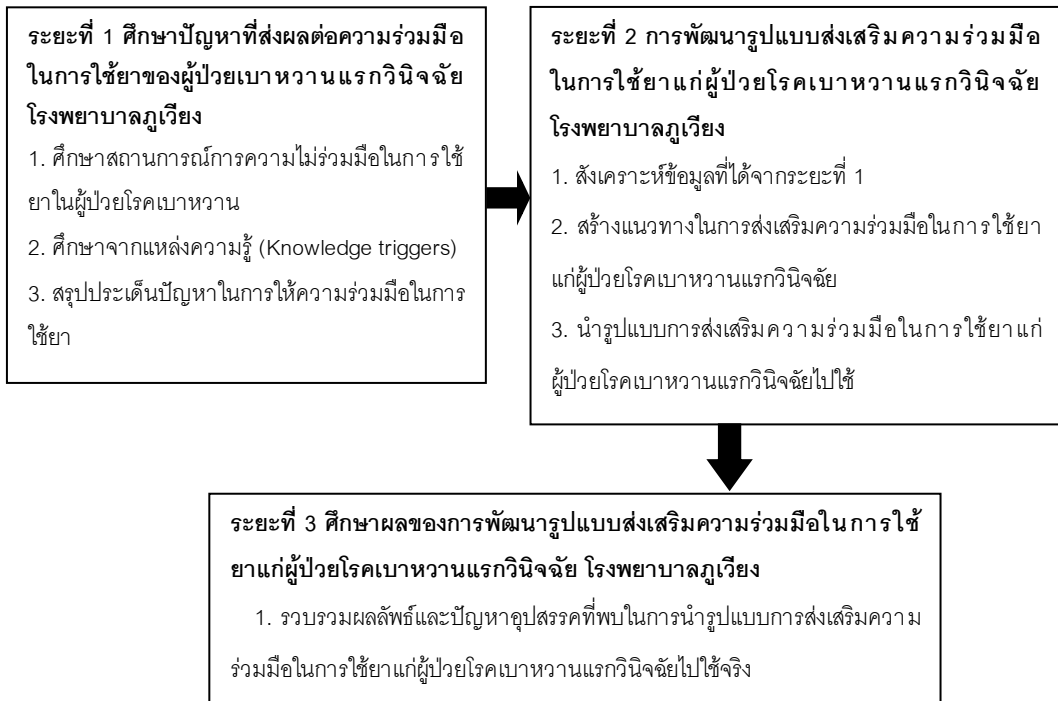 ระยะที่ 1 ศึกษาปัญหาที่ส่งผลต่อความร่วมมือ
ในการใช้ยาของผู้ป่วยเบาหวานแรกวินิจฉัย
โรงพยาบาลภูเวียง
1. ศึกษาสถานการณ์การความไม่ร่วมมือในการใช้
ยาในผู้ป่วยโรคเบาหวาน
2. ศึกษาจากแหล่งความรู้ (Knowledge triggers)
3. สรุปประเด็นปัญหาในการให้ความร่วมมือในการ
ใช้ยา
ระยะที่ 2 การพัฒนารูปแบบส่งเสริมความร่วมมือ
ในการใช้ยาแก่ผู้ป่วยโรคเบาหวานแรกวินิจฉัย
โรงพยาบาลภูเวียง
1. สังเคราะห์ข้อมูลที่ได้จากระยะที่ 1
2. สร้างแนวทางในการส่งเสริมความร่วมมือในการใช้ยา
แก่ผู้ป่วยโรคเบาหวานแรกวินิจฉัย
3. นำรูปแบบการส่งเสริมความร่วมมือในการใช้ยาแก่
ผู้ป่วยโรคเบาหวานแรกวินิจฉัยไปใช้
ระยะที่ 3 ศึกษาผลของการพัฒนารูปแบบส่งเสริมความร่วมมือในการใช้
ยาแก่ผู้ป่วยโรคเบาหวานแรกวินิจฉัย โรงพยาบาลภูเวียง
1. รวบรวมผลลัพธ์และปัญหาอุปสรรคที่พบในการนำรูปแบบการส่งเสริมความ
ร่วมมือในการใช้ยาแก่ผู้ป่วยโรคเบาหวานแรกวินิจฉัยไปใช้จริง